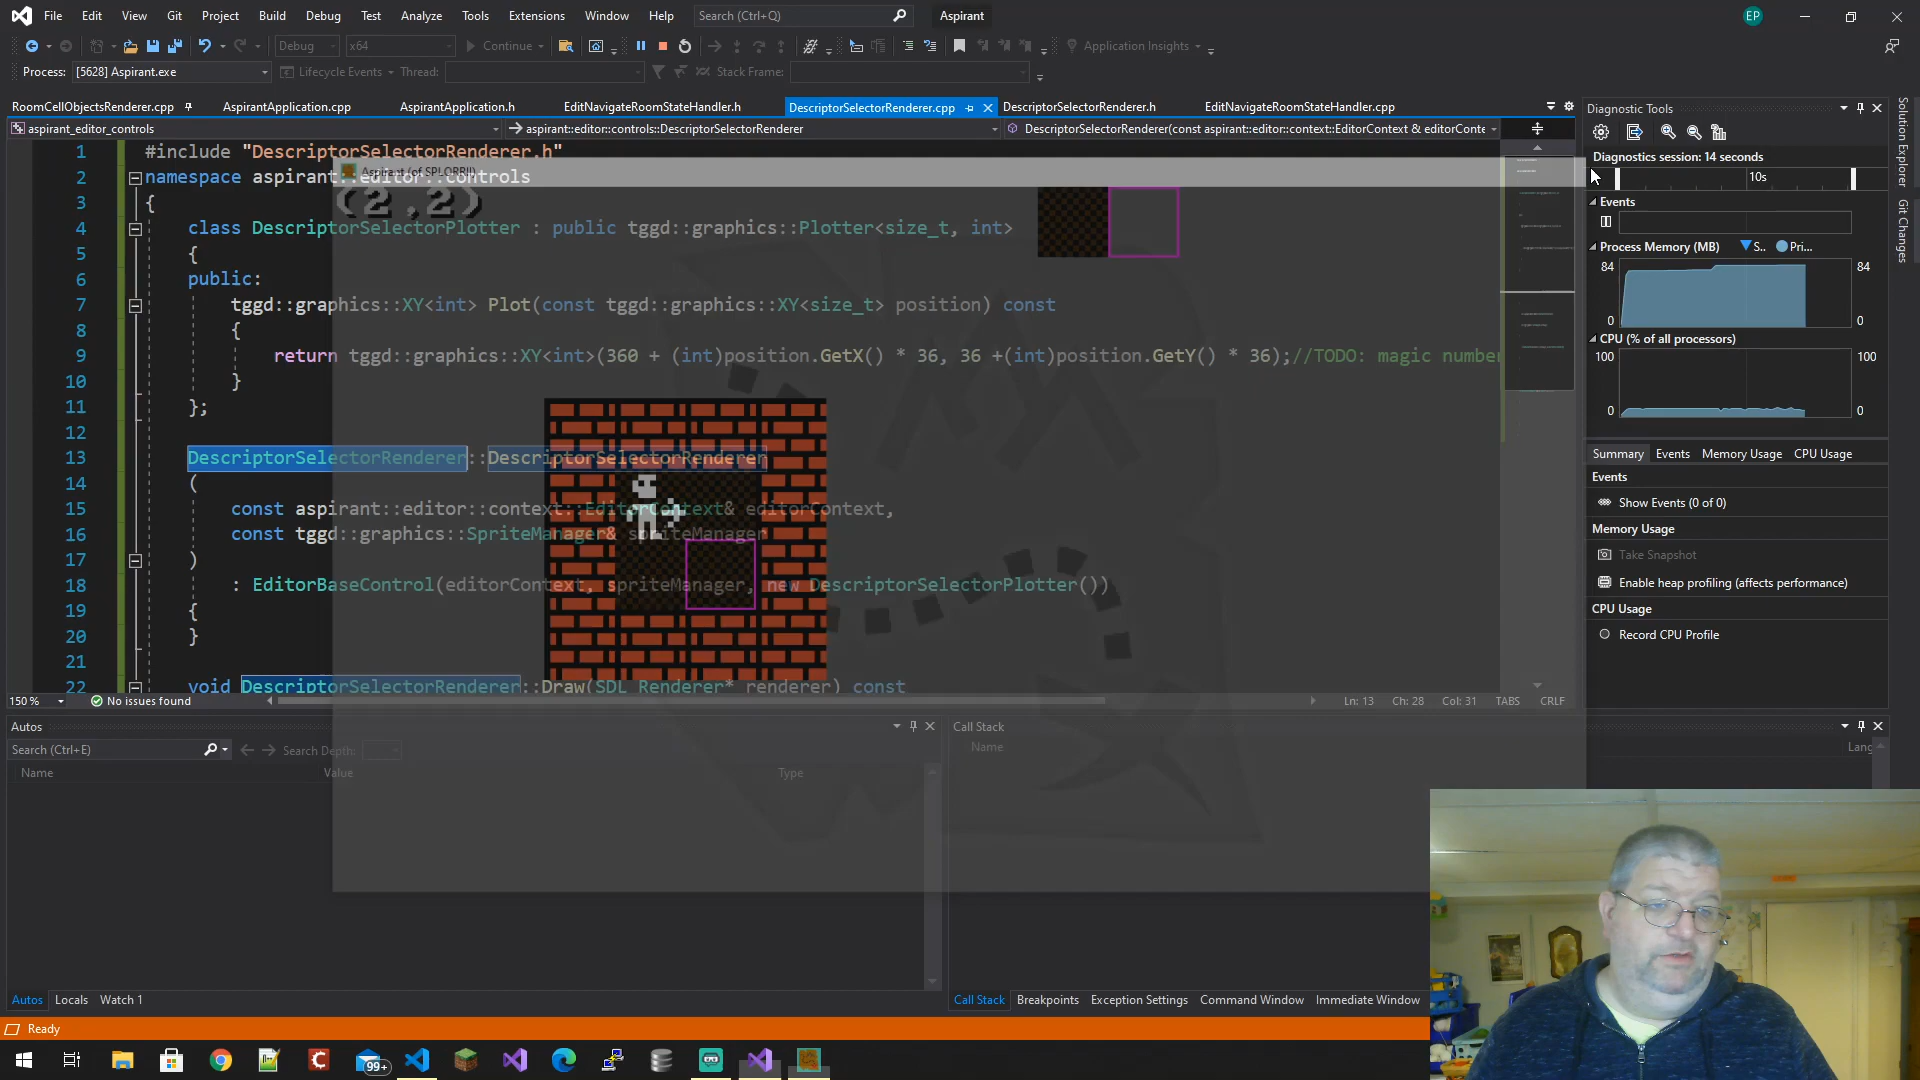 File Edit View Git Project Build Debug Test Analyze Tools Extensions Window Help Search (Ctrl+Q) Aspirant EP
Debug x64 Continue Application Insights
Process: [5628] Aspirant.exe Lifecycle Events Thread: Stack Frame:
RoomCellObjectsRenderer.cpp AspirantApplication.cpp AspirantApplication.h EditNavigateRoomStateHandler.h DescriptorSelectorRenderer.cpp DescriptorSelectorRenderer.h EditNavigateRoomStateHandler.cpp
aspirant_editor_controls aspirant::editor::controls::DescriptorSelectorRenderer DescriptorSelectorRenderer(const aspirant::editor::context::EditorContext & editorConte
1 #include "DescriptorSelectorRenderer.h"
Aspirant (of SPLORR!!)
2 namespace aspirant::editor::controls
(2,2)
3 {
4 class DescriptorSelectorPlotter : public tggd::graphics::Plotter<size_t, int>
5 {
6 public:
7 tggd::graphics::XY<int> Plot(const tggd::graphics::XY<size_t> position) const
8 {
9 return tggd::graphics::XY<int>(360 + (int)position.GetX() * 36, 36 +(int)position.GetY() * 36);//TODO: magic number
10 }
11 };
12
13 DescriptorSelectorRenderer::DescriptorSelectorRenderer
14 (
15 const aspirant::editor::context::EditorContext& editorContext,
16 const tggd::graphics::SpriteManager& spriteManager
17 )
18 : EditorBaseControl(editorContext, spriteManager, new DescriptorSelectorPlotter())
19 {
20 }
21
22 void DescriptorSelectorRenderer::Draw(SDL_Renderer* renderer) const
150 % No issues found Ln: 13 Ch: 28 Col: 31 TABS CRLF
Diagnostic Tools
Diagnostics session: 14 seconds
10s
Events
Process Memory (MB) S.. Pri...
84 84
0 0
CPU (% of all processors)
100 100
0 0
Summary Events Memory Usage CPU Usage
Events
Show Events (0 of 0)
Memory Usage
Take Snapshot
Enable heap profiling (affects performance)
CPU Usage
Record CPU Profile
Solution Explorer
Git Changes
Autos
Search (Ctrl+E) Search Depth:
Name Value Type
Call Stack
Name Lang
Autos Locals Watch 1
Call Stack Breakpoints Exception Settings Command Window Immediate Window
Ready
99+